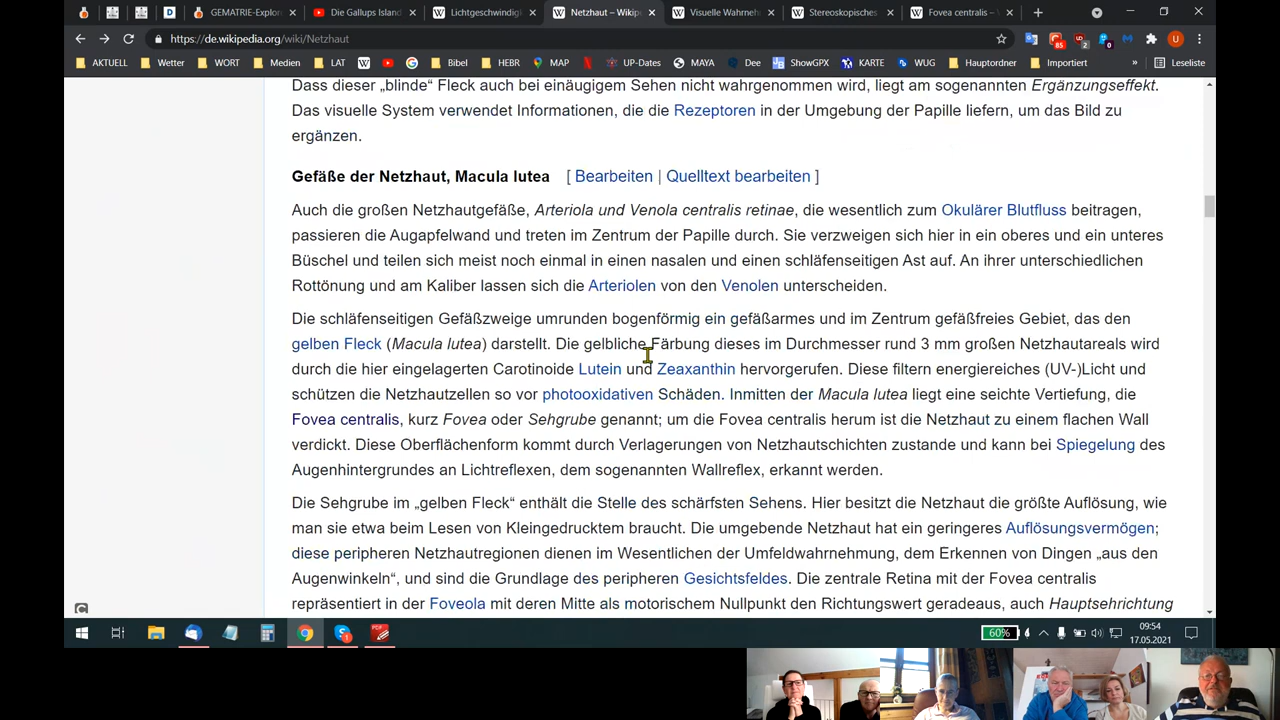 GEMATRIE-Explor
Die Gallups Island
Lichtgeschwindig
Netzhaut – Wikip
Visuelle Wahrneh
Stereoskopisches
Fovea centralis – W
https://de.wikipedia.org/wiki/Netzhaut
85
2
0
U
AKTUELL Wetter WORT Medien LAT Bibel HEBR MAP UP-Dates MAYA Dee ShowGPX KARTE WUG Hauptordner Importiert » Leseliste
Dass dieser „blinde“ Fleck auch bei einäugigem Sehen nicht wahrgenommen wird, liegt am sogenannten Ergänzungseffekt.
Das visuelle System verwendet Informationen, die die Rezeptoren in der Umgebung der Papille liefern, um das Bild zu
ergänzen.
Gefäße der Netzhaut, Macula lutea [ Bearbeiten | Quelltext bearbeiten ]
Auch die großen Netzhautgefäße, Arteriola und Venola centralis retinae, die wesentlich zum Okulärer Blutfluss beitragen,
passieren die Augapfelwand und treten im Zentrum der Papille durch. Sie verzweigen sich hier in ein oberes und ein unteres
Büschel und teilen sich meist noch einmal in einen nasalen und einen schläfenseitigen Ast auf. An ihrer unterschiedlichen
Rottönung und am Kaliber lassen sich die Arteriolen von den Venolen unterscheiden.
Die schläfenseitigen Gefäßzweige umrunden bogenförmig ein gefäßarmes und im Zentrum gefäßfreies Gebiet, das den
gelben Fleck (Macula lutea) darstellt. Die gelbliche Färbung dieses im Durchmesser rund 3 mm großen Netzhautareals wird
durch die hier eingelagerten Carotinoide Lutein und Zeaxanthin hervorgerufen. Diese filtern energiereiches (UV-)Licht und
schützen die Netzhautzellen so vor photooxidativen Schäden. Inmitten der Macula lutea liegt eine seichte Vertiefung, die
Fovea centralis, kurz Fovea oder Sehgrube genannt; um die Fovea centralis herum ist die Netzhaut zu einem flachen Wall
verdickt. Diese Oberflächenform kommt durch Verlagerungen von Netzhautschichten zustande und kann bei Spiegelung des
Augenhintergrundes an Lichtreflexen, dem sogenannten Wallreflex, erkannt werden.
Die Sehgrube im „gelben Fleck“ enthält die Stelle des schärfsten Sehens. Hier besitzt die Netzhaut die größte Auflösung, wie
man sie etwa beim Lesen von Kleingedrucktem braucht. Die umgebende Netzhaut hat ein geringeres Auflösungsvermögen;
diese peripheren Netzhautregionen dienen im Wesentlichen der Umfeldwahrnehmung, dem Erkennen von Dingen „aus den
Augenwinkeln“, und sind die Grundlage des peripheren Gesichtsfeldes. Die zentrale Retina mit der Fovea centralis
repräsentiert in der Foveola mit deren Mitte als motorischem Nullpunkt den Richtungswert geradeaus, auch Hauptsehrichtung
60%
09:54
17.05.2021